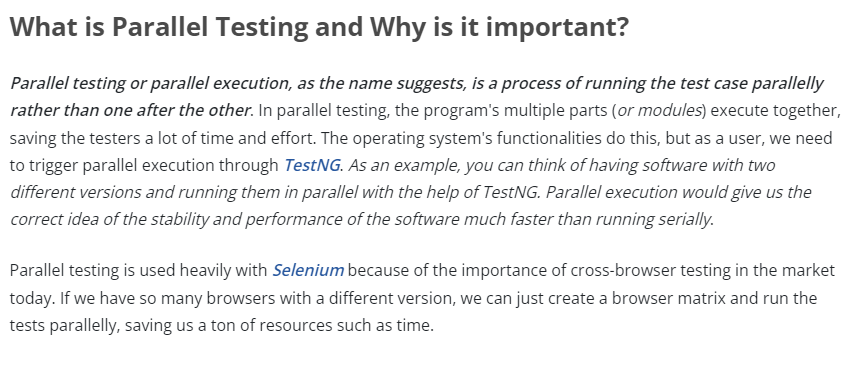 What is Parallel Testing and Why is it important?
Parallel testing or parallel execution, as the name suggests, is a process of running the test case parallelly
rather than one after the other. In parallel testing, the program's multiple parts (or modules) execute together,
saving the testers a lot of time and effort. The operating system's functionalities do this, but as a user, we need
to trigger parallel execution through TestNG. As an example, you can think of having software with two
different versions and running them in parallel with the help of TestNG. Parallel execution would give us the
correct idea of the stability and performance of the software much faster than running serially.
Parallel testing is used heavily with Selenium because of the importance of cross-browser testing in the market
today. If we have so many browsers with a different version, we can just create a browser matrix and run the
tests parallelly, saving us a ton of resources such as time.